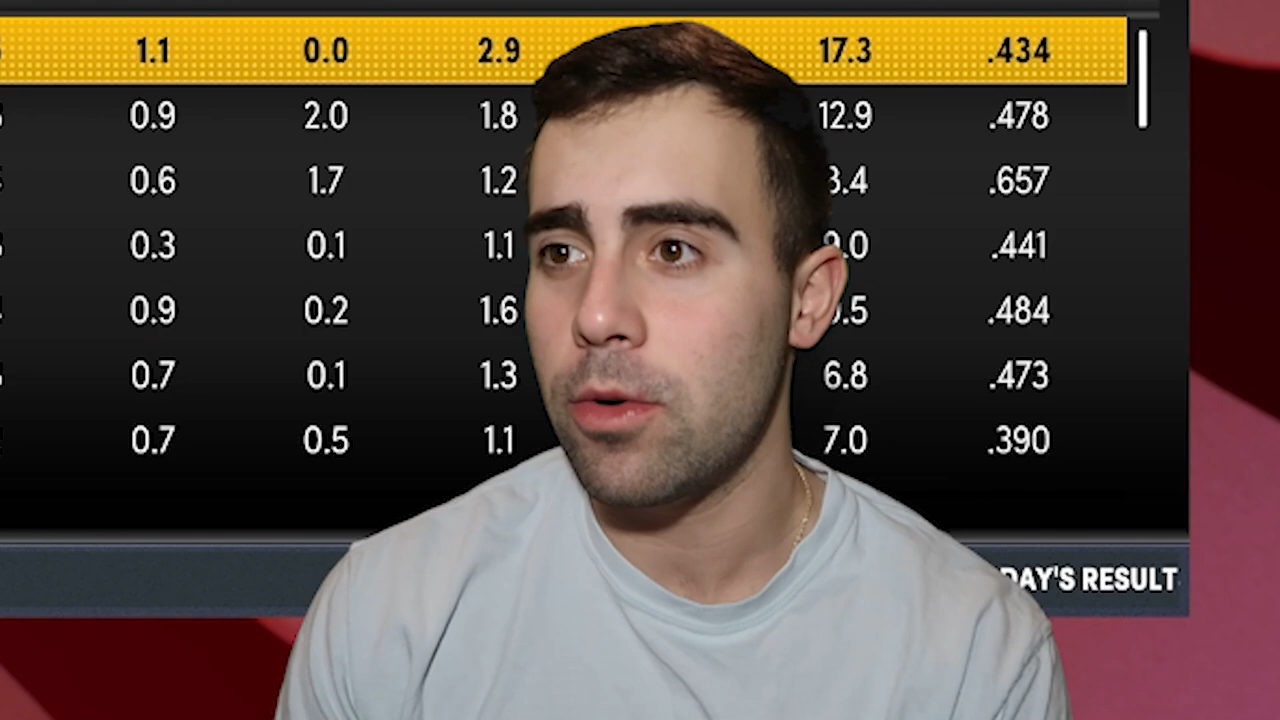 1.1 0.0 2.9 17.3 .434
0.9 2.0 1.8 12.9 .478
0.6 1.7 1.2 .657
0.3 0.1 1.1 .441
0.9 0.2 1.6 .484
0.7 0.1 1.3 6.8 .473
0.7 0.5 1.1 7.0 .390
DAY'S RESULT